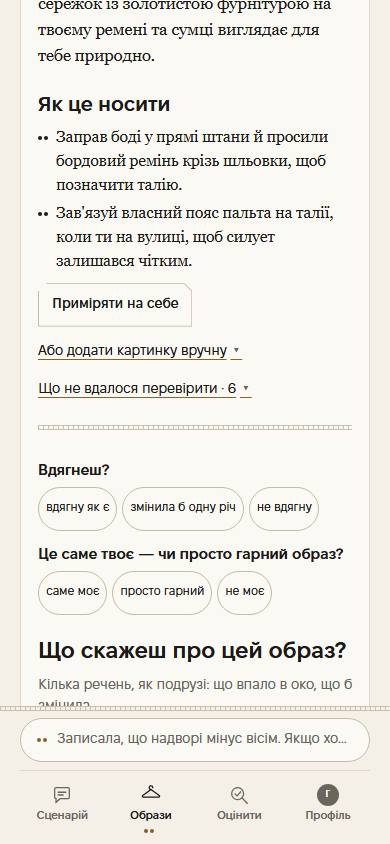 сережок із золотистою фурнітурою на
твоєму ремені та сумці виглядає для
тебе природно.
Як це носити
Заправ боді у прямі штани й просили
бордовий ремінь крізь шльовки, щоб
позначити талію.
Зав'язуй власний пояс пальта на талії,
коли ти на вулиці, щоб силует
залишався чітким.
Приміряти на себе
Або додати картинку вручну
Що не вдалося перевірити · 6
Вдягнеш?
вдягну як є
змінила б одну річ
не вдягну
Це саме твоє — чи просто гарний образ?
саме моє
просто гарний
не моє
Що скажеш про цей образ?
Кілька речень, як подрузі: що впало в око, що б
змінила
Записала, що надворі мінус вісім. Якщо хо...
Г
Сценарій
Образи
Оцінити
Профіль